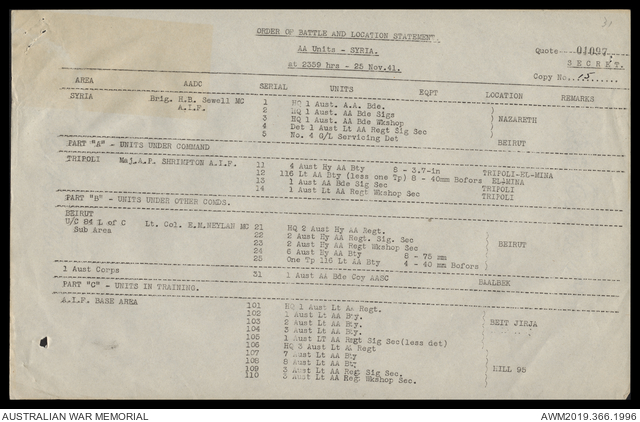 ORDER OF BATTLE AND LOCATION STATEMENT.
AA Units - SYRIA.
at 2359 hrs - 25 Nov.41.
Quote 01097.
S E C R E T.
Copy No. 15
AREA AADC SERIAL UNITS EQPT LOCATION REMARKS
SYRIA Brig. H.B. Sewell MC 1 HQ 1 Aust. A.A. Bde.
A.I.F. 2 HQ 1 Aust AA Bde Sigs
3 HQ 1 Aust. AA Bde Wkshop NAZARETH
4 Det 1 Aust Lt AA Regt Sig Sec
5 No. 4 G/L Servicing Det BEIRUT
PART "A" - UNITS UNDER COMMAND
TRIPOLI Maj.A.P. SHRIMPTON A.I.F. 11 4 Aust Hy AA Bty 8 - 3.7-in TRIPOLI-EL-MINA
12 116 Lt AA Bty (less one Tp) 8 - 40mm Bofors EL-MINA
13 1 Aust AA Bde Sig Sec TRIPOLI
14 1 Aust Lt AA Regt Wkshop Sec TRIPOLI
PART "B" - UNITS UNDER OTHER COMDS.
BEIRUT
U/C 84 L of C Lt. Col. E.M.NEYLAN MC 21 HQ 2 Aust Hy AA Regt.
Sub Area 22 2 Aust Hy AA Regt. Sig. Sec
23 2 Aust Hy AA Regt Wkshop Sec BEIRUT
24 6 Aust Hy AA Bty 8 - 75 mm
25 One Tp 116 Lt AA Bty 4 - 40 mm Bofors
1 Aust Corps 31 1 Aust AA Bde Coy AASC BAALBEK
PART "C" - UNITS IN TRAINING.
A.I.F. BASE AREA 101 HQ 1 Aust Lt AA Regt.
102 1 Aust Lt AA Bty.
103 2 Aust Lt AA Bty. BEIT JIRJA
104 3 Aust Lt AA Bty.
105 1 Aust LT AA Regt Sig Sec(less det)
106 HQ 3 Aust Lt AA Regt
107 7 Aust Lt AA Bty
108 8 Aust Lt AA Bty HILL 95
109 3 Aust Lt AA Reg Sig Sec.
110 3 Aust Lt AA Reg Wkshop Sec.
AUSTRALIAN WAR MEMORIAL AWM2019.366.1996